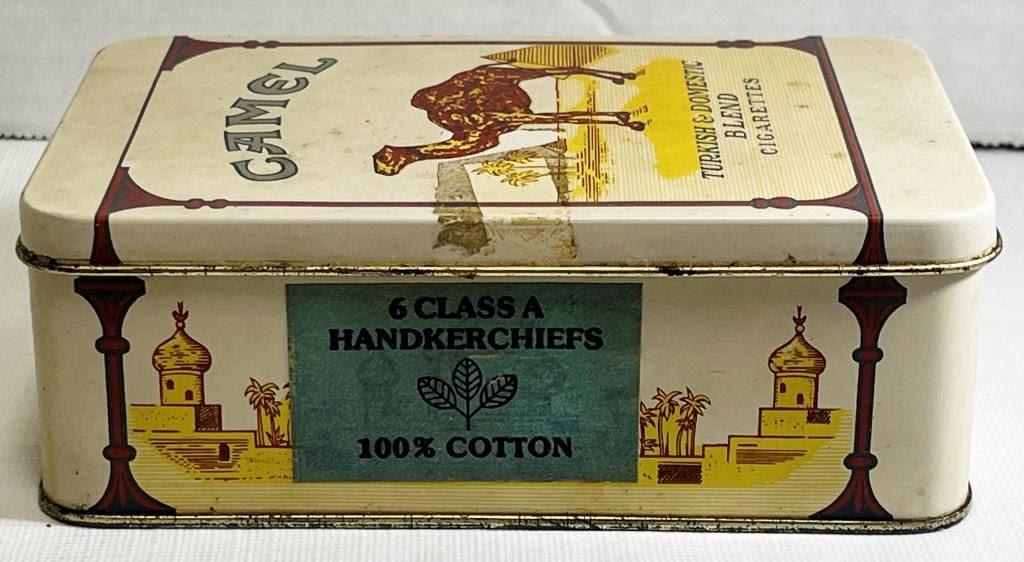 CAMEL
TURKISH & DOMESTIC
BLEND
CIGARETTES
6 CLASS A
HANDKERCHIEFS
100% COTTON